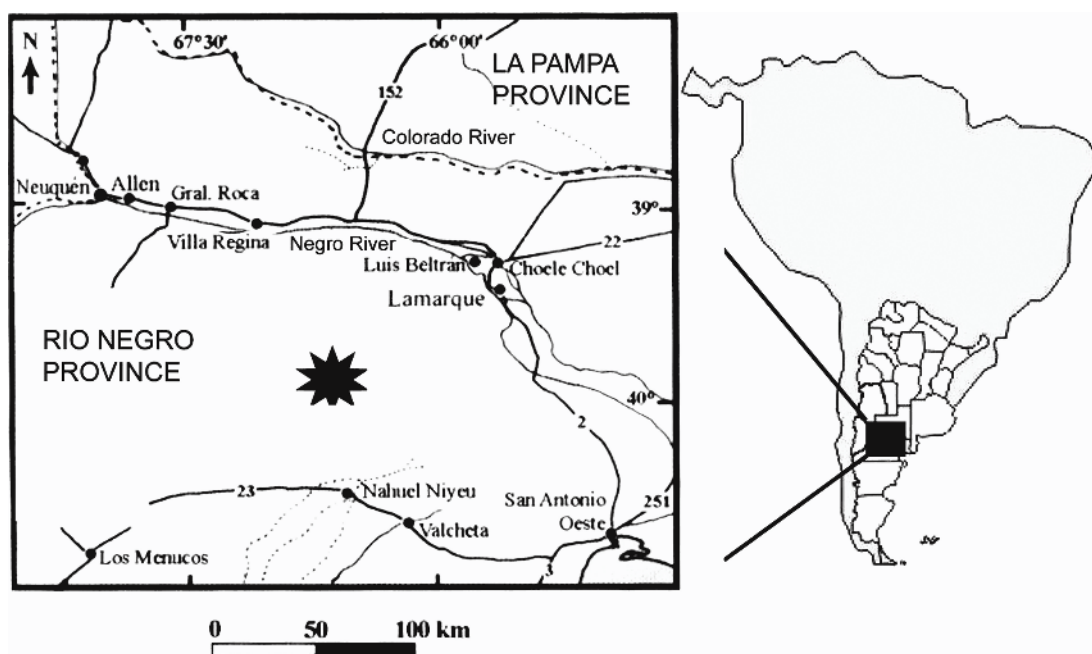 N
67°30'
66°00'
LA PAMPA
PROVINCE
152
Colorado River
Neuquén
Allen
Gral. Roca
39°
Villa Regina
Negro River
22
Luis Beltrán
Choele Choel
Lamarque
RIO NEGRO
PROVINCE
40°
2
23
Nahuel Niyeu
San Antonio
Oeste
251
Valcheta
Los Menucos
3
0
50
100 km